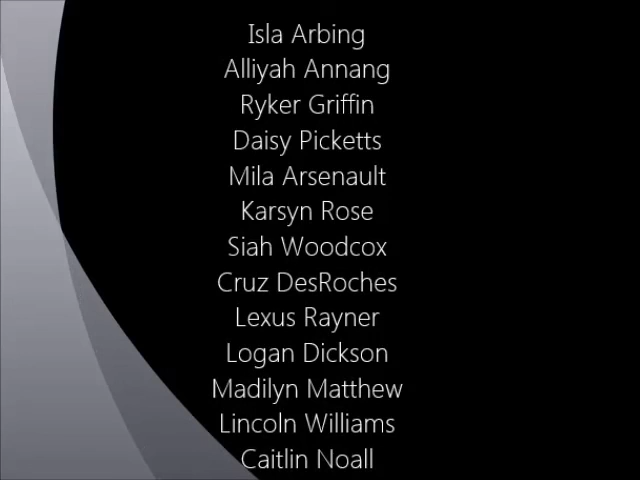 Isla Arbing
Alliyah Annang
Ryker Griffin
Daisy Picketts
Mila Arsenault
Karsyn Rose
Siah Woodcox
Cruz DesRoches
Lexus Rayner
Logan Dickson
Madilyn Matthew
Lincoln Williams
Caitlin Noall